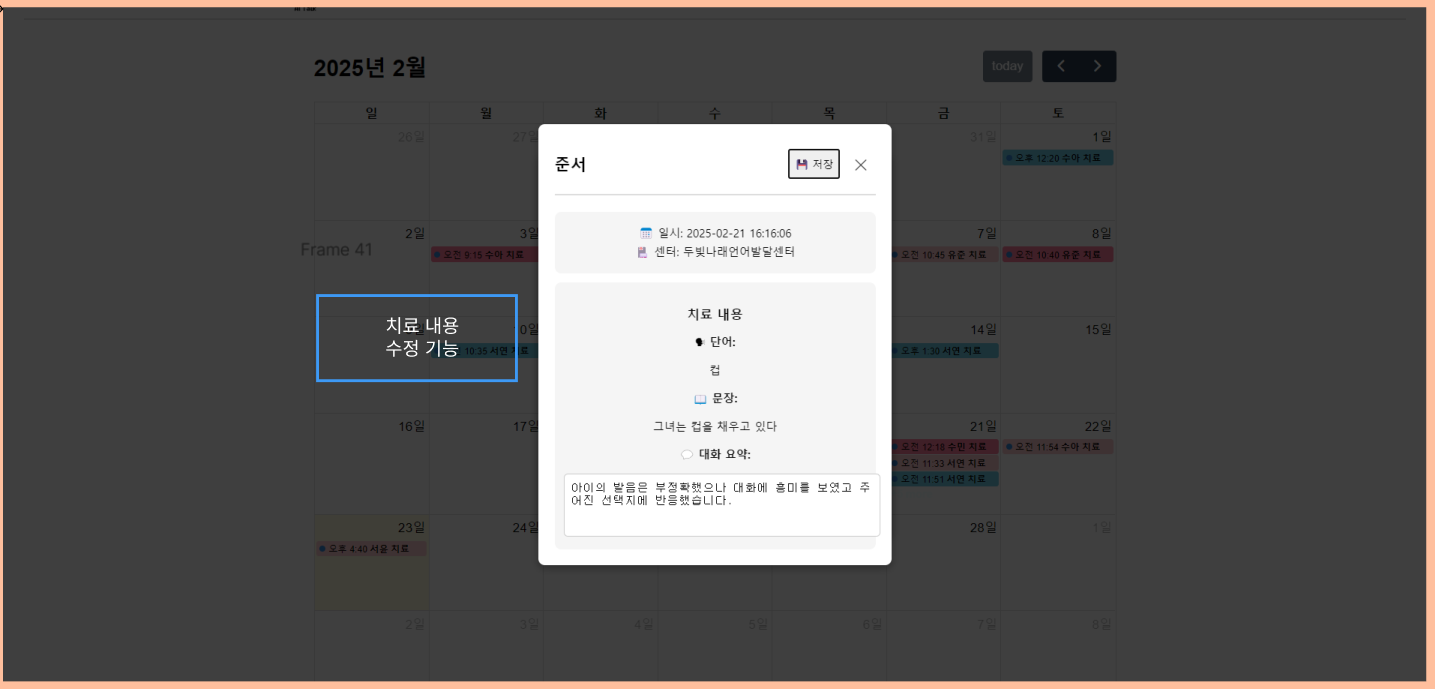 2025년 2월
today
일 월 화 수 목 금 토
26일 27일 31일 1일
오후 12:20 수아 치료
준서
저장
일시: 2025-02-21 16:16:06
센터: 두빛나래언어발달센터
치료 내용
단어:
컵
문장:
그녀는 컵을 채우고 있다
대화 요약:
아이의 발음은 부정확했으나 대화에 흥미를 보였고 주
어진 선택지에 반응했습니다.
Frame 41
치료 내용
수정 기능
2일 3일 7일 8일
오전 9:15 수아 치료 오전 10:45 유준 치료 오전 10:40 유준 치료
14일 15일
10:35 서연 오후 1:30 서연 치료
16일 17일 21일 22일
오전 12:18 수민 치료 오전 11:54 수아 치료
오전 11:33 서연 치료
오전 11:51 서연 치료
23일 24일 28일 1일
오후 4:40 서윤 치료
2일 3일 4일 5일 6일 7일 8일